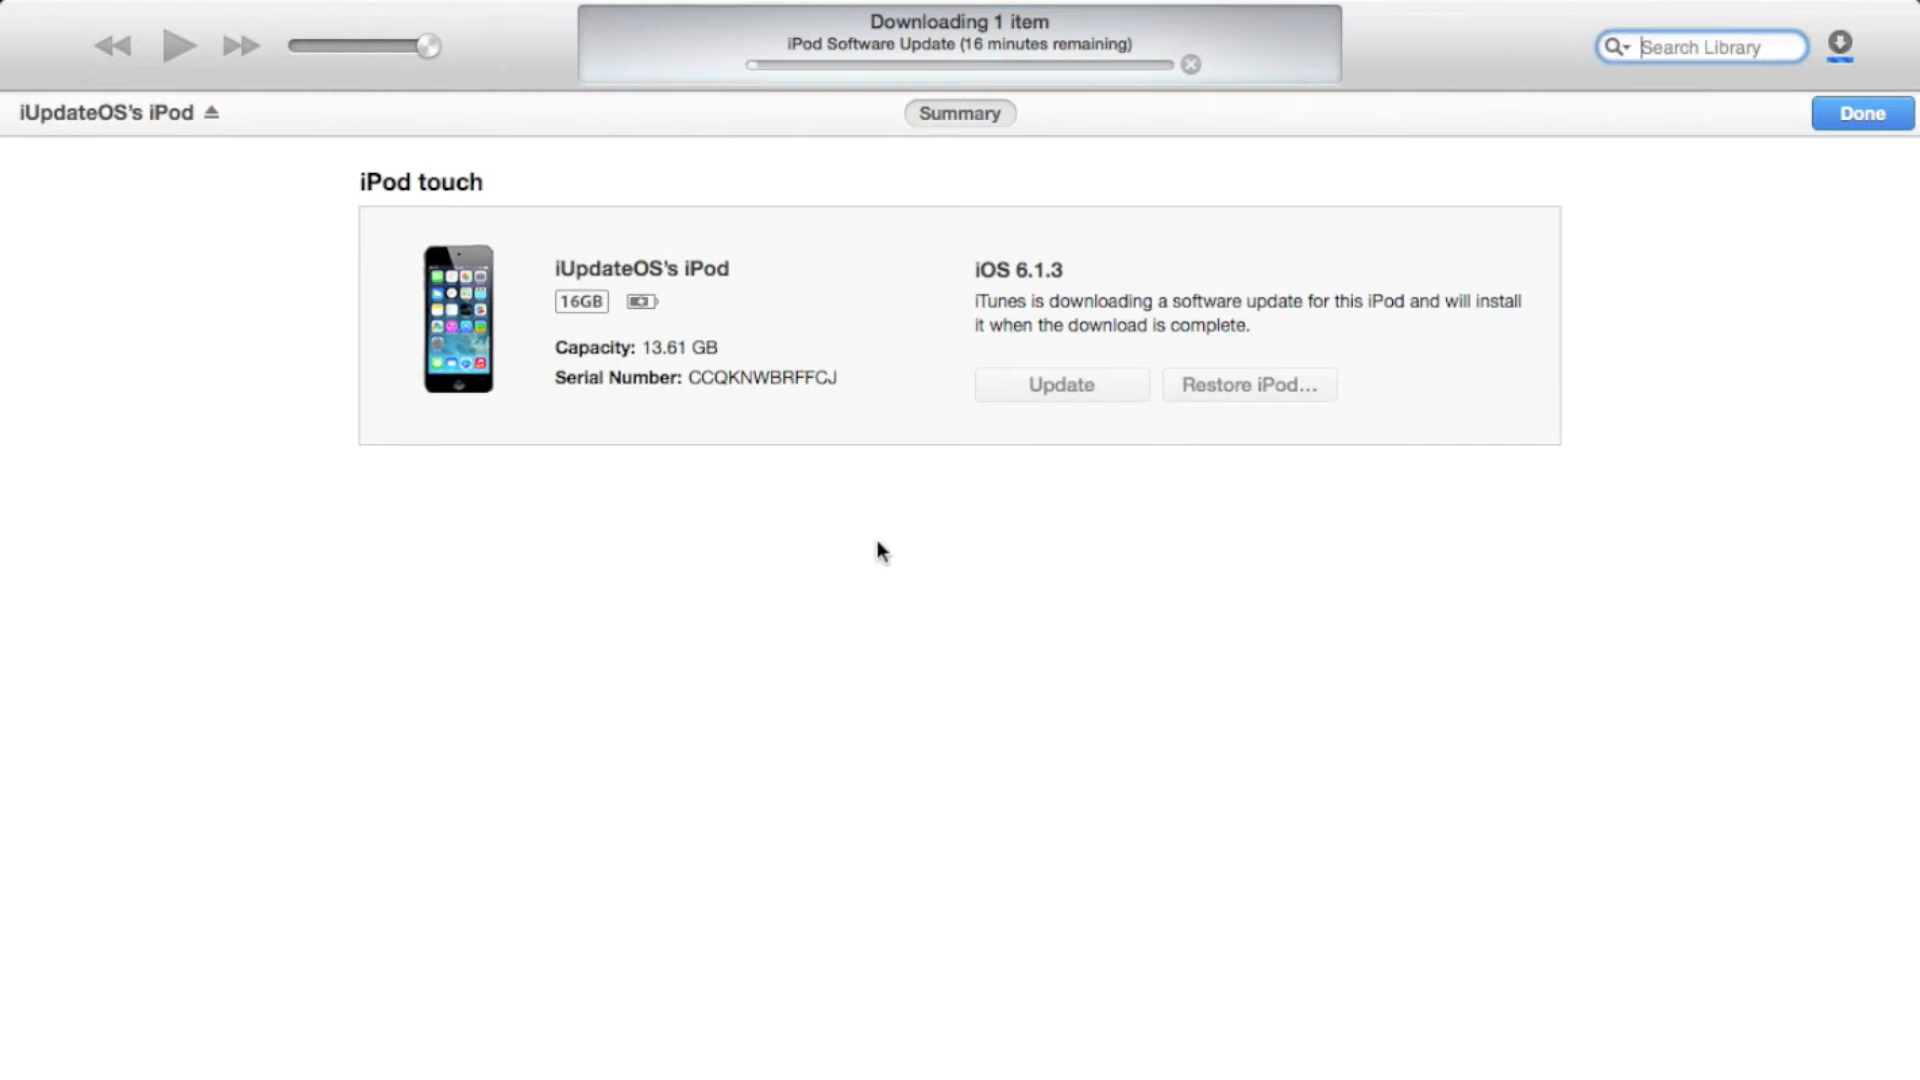 Downloading 1 item
iPod Software Update (16 minutes remaining)
Search Library
iUpdateOS's iPod
Summary
Done
iPod touch
iUpdateOS's iPod
16GB
Capacity: 13.61 GB
Serial Number: CCQKNWBRFFCJ
iOS 6.1.3
iTunes is downloading a software update for this iPod and will install
it when the download is complete.
Update
Restore iPod...